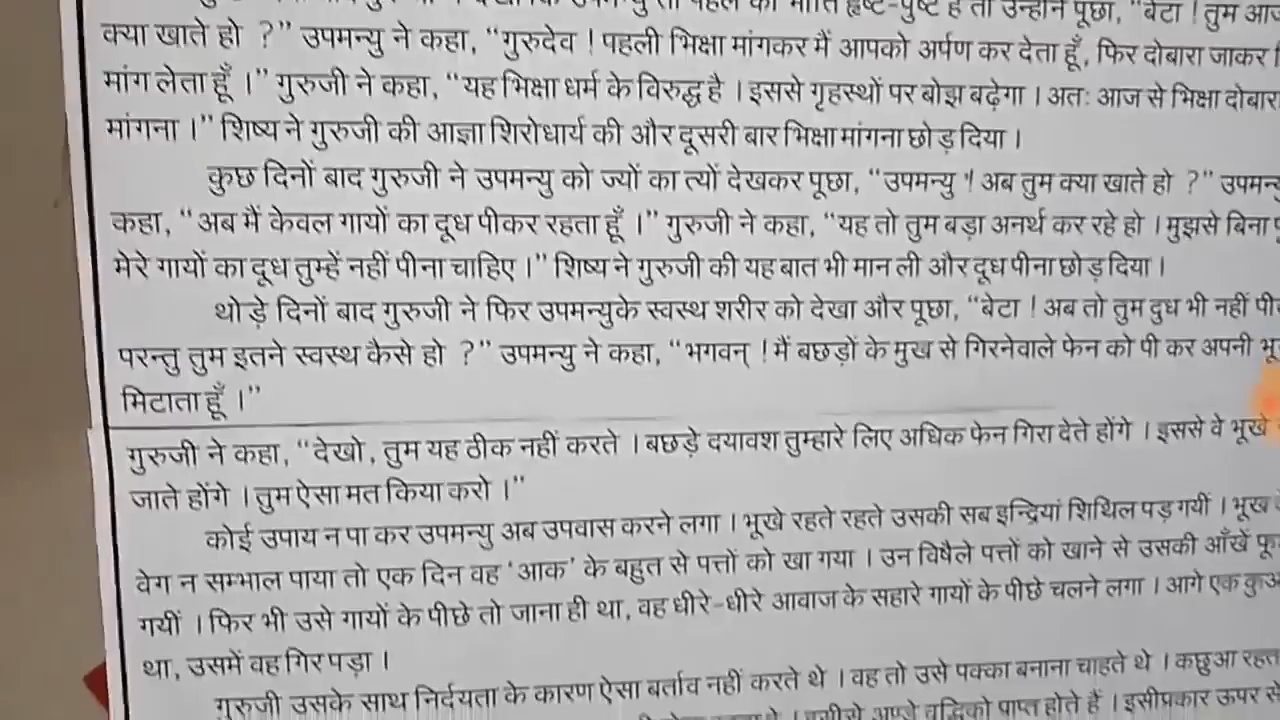 हृष्ट-पुष्ट है तो उन्होंने पूछा, “बेटा ! तुम
क्या खाते हो ?” उपमन्यु ने कहा, “गुरुदेव ! पहली भिक्षा मांगकर मैं आपको अर्पण कर देता हूँ, फिर दोबारा जाकर
मांग लेता हूँ ।” गुरुजी ने कहा, “यह भिक्षा धर्म के विरुद्ध है । इससे गृहस्थों पर बोझ बढ़ेगा । अतः आज से भिक्षा
मांगना ।” शिष्य ने गुरुजी की आज्ञा शिरोधार्य की और दूसरी बार भिक्षा मांगना छोड़ दिया ।
कुछ दिनों बाद गुरुजी ने उपमन्यु को ज्यों का त्यों देखकर पूछा, “उपमन्यु ! अब तुम क्या खाते हो ?”
कहा, “अब मैं केवल गायों का दूध पीकर रहता हूँ ।” गुरुजी ने कहा, “यह तो तुम बड़ा अनर्थ कर रहे हो । मुझसे बिना
मेरे गायों का दूध तुम्हें नहीं पीना चाहिए ।” शिष्य ने गुरुजी की यह बात भी मान ली और दूध पीना छोड़ दिया ।
थोड़े दिनों बाद गुरुजी ने फिर उपमन्युके स्वस्थ शरीर को देखा और पूछा, “बेटा ! अब तो तुम दुध भी नहीं
परन्तु तुम इतने स्वस्थ कैसे हो ?” उपमन्यु ने कहा, “भगवन् ! मैं बछड़ों के मुख से गिरनेवाले फेन को पी कर अपनी
मिटाता हूँ ।”
गुरुजी ने कहा, “देखो, तुम यह ठीक नहीं करते । बछड़े दयावश तुम्हारे लिए अधिक फेन गिरा देते होंगे । इससे वे भूखे
जाते होंगे । तुम ऐसा मत किया करो ।”
कोई उपाय न पा कर उपमन्यु अब उपवास करने लगा । भूखे रहते रहते उसकी सब इन्द्रियां शिथिल पड़ गयीं । भूख
वेग न सम्भाल पाया तो एक दिन वह ‘आक’ के बहुत से पत्तों को खा गया । उन विषैले पत्तों को खाने से उसकी आँखें
गयीं । फिर भी उसे गायों के पीछे तो जाना ही था, वह धीरे-धीरे आवाज के सहारे गायों के पीछे चलने लगा । आगे एक
था, उसमें वह गिर पड़ा ।
गुरुजी उसके साथ निर्दयता के कारण ऐसा बर्ताव नहीं करते थे । वह तो उसे पक्का बनाना चाहते थे । कछुआ
अण्डे वृद्धिको प्राप्त होते हैं । इसीप्रकार ऊपर से